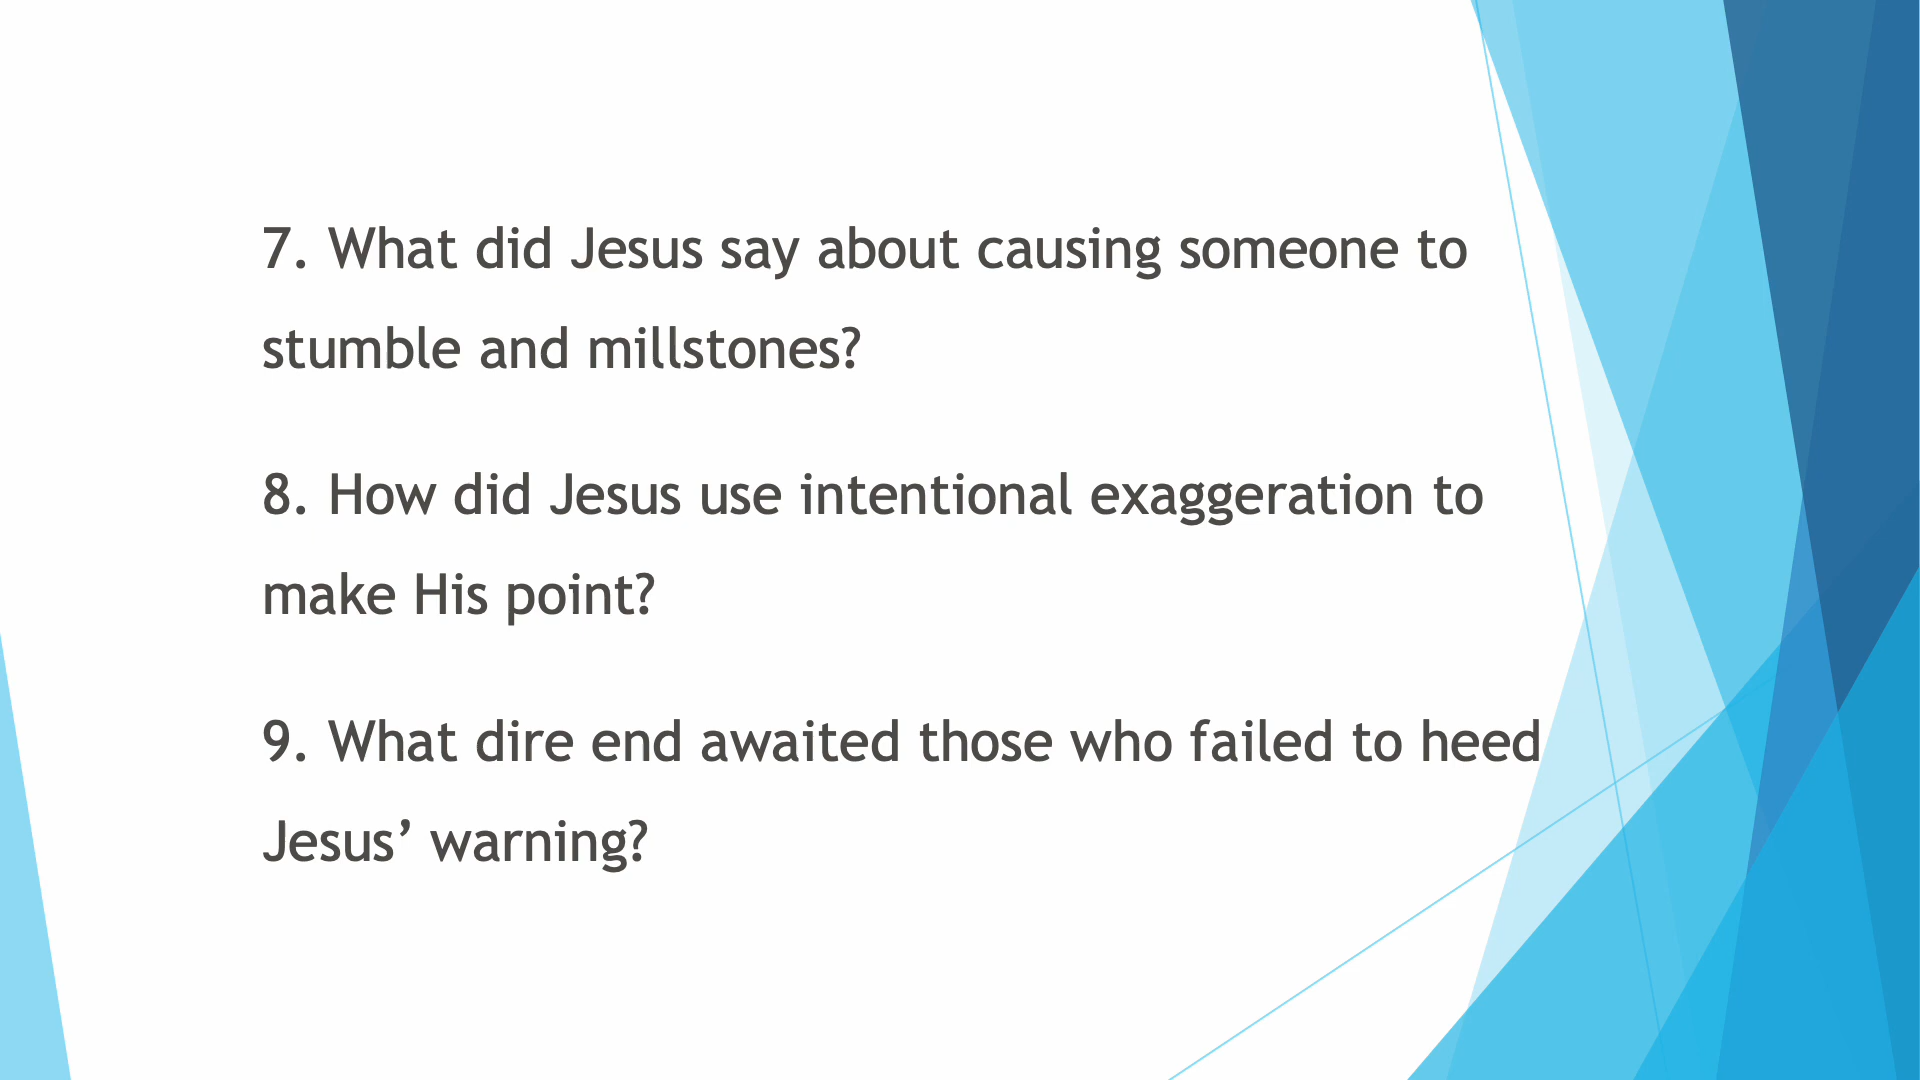 7. What did Jesus say about causing someone to
stumble and millstones?
8. How did Jesus use intentional exaggeration to
make His point?
9. What dire end awaited those who failed to heed
Jesus’ warning?